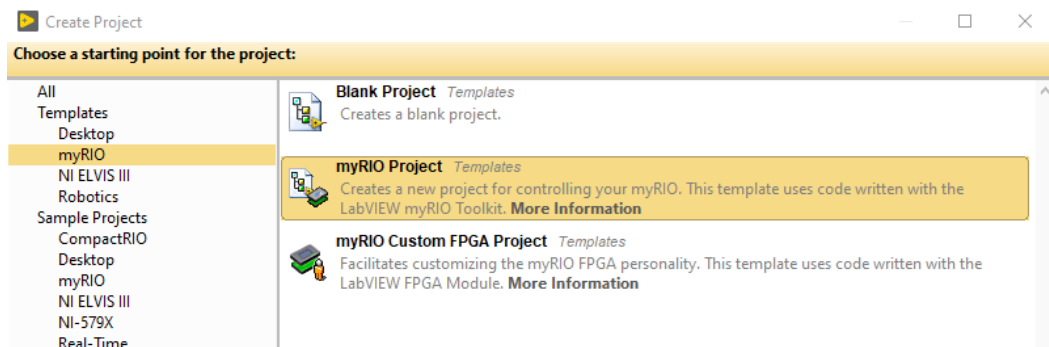 Create Project
Choose a starting point for the project:
All
Templates
Desktop
myRIO
NI ELVIS III
Robotics
Sample Projects
CompactRIO
Desktop
myRIO
NI ELVIS III
NI-579X
Real-Time
Blank Project Templates
Creates a blank project.
myRIO Project Templates
Creates a new project for controlling your myRIO. This template uses code written with the
LabVIEW myRIO Toolkit. More Information
myRIO Custom FPGA Project Templates
Facilitates customizing the myRIO FPGA personality. This template uses code written with the
LabVIEW FPGA Module. More Information